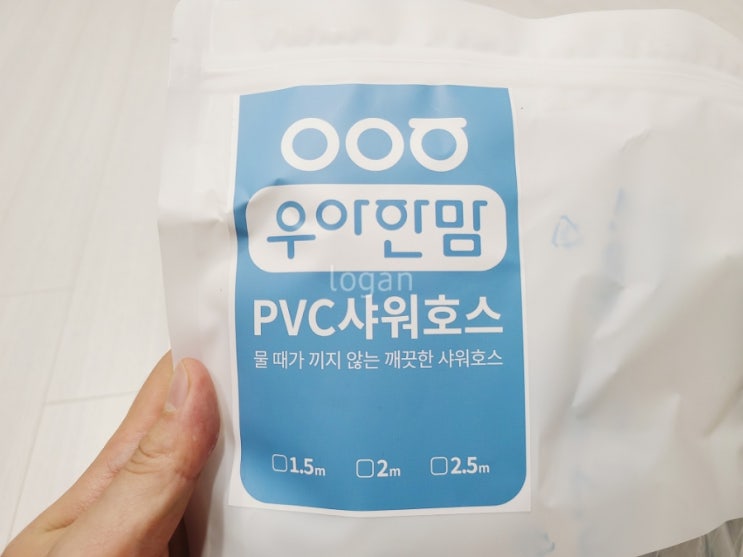 우아한맘
logan
PVC샤워호스
물 때가 끼지 않는 깨끗한 샤워호스
1.5m 2m 2.5m